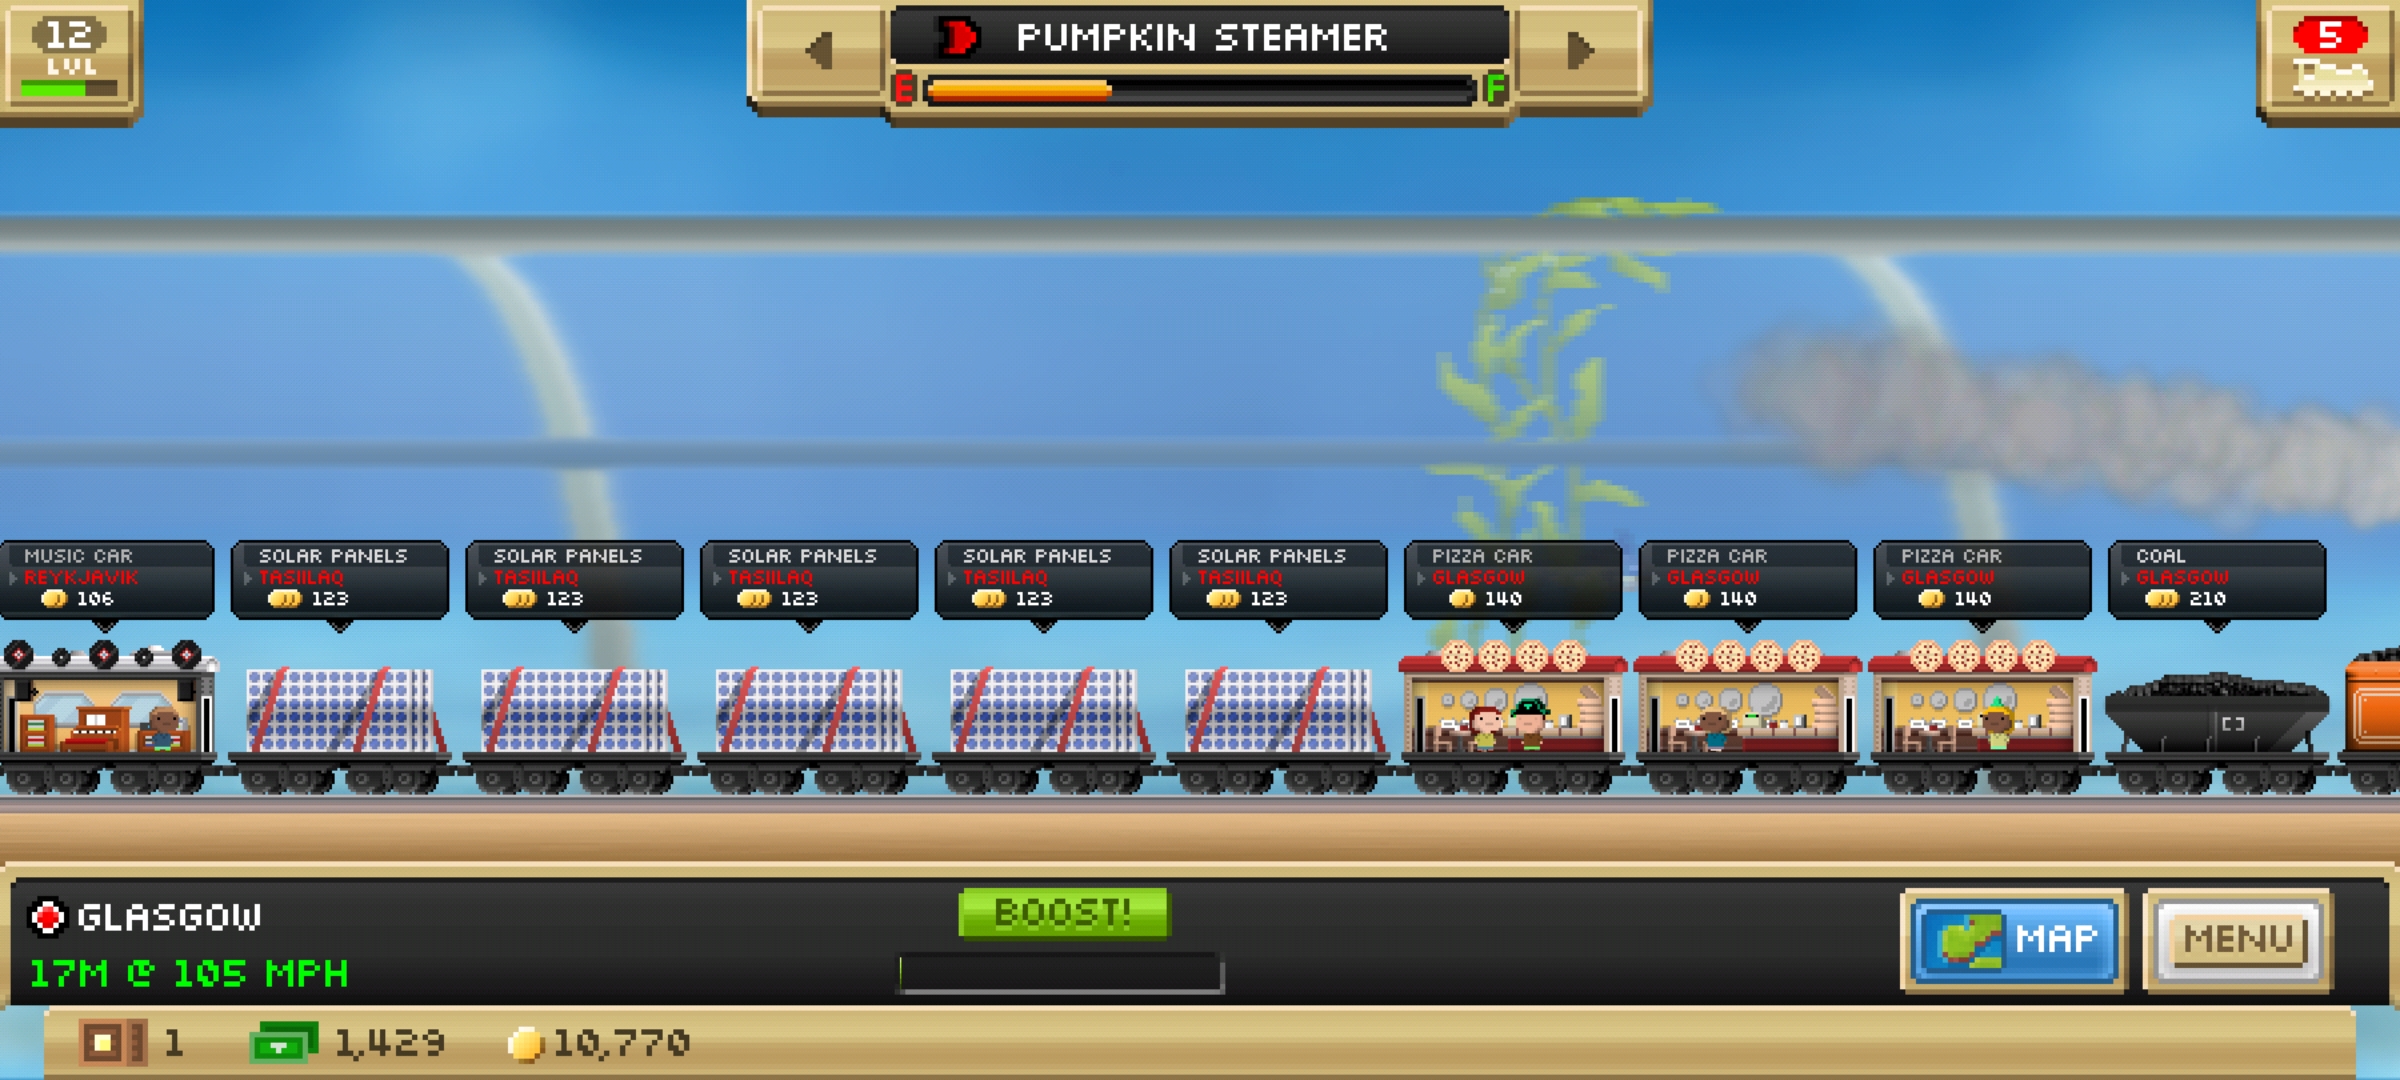 12
LVL
PUMPKIN STEAMER
E F
5
MUSIC CAR
REYKJAVIK
106
SOLAR PANELS
TASIILAQ
123
SOLAR PANELS
TASIILAQ
123
SOLAR PANELS
TASIILAQ
123
SOLAR PANELS
TASIILAQ
123
SOLAR PANELS
TASIILAQ
123
PIZZA CAR
GLASGOW
140
PIZZA CAR
GLASGOW
140
PIZZA CAR
GLASGOW
140
COAL
GLASGOW
210
GLASGOW
17M @ 105 MPH
BOOST!
MAP
MENU
1 1,429 10,770